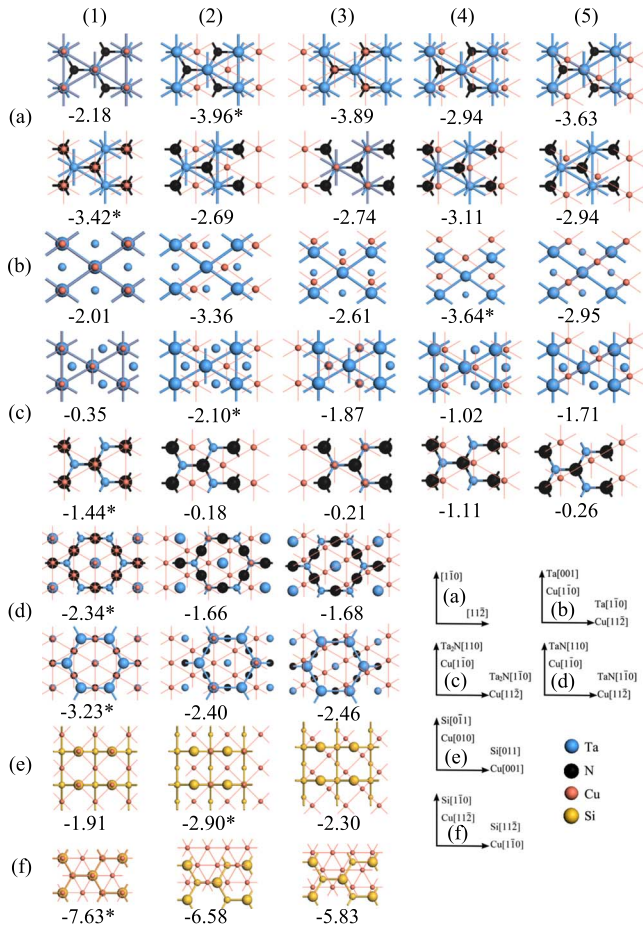 (1) (2) (3) (4) (5)
(a)
-2.18 -3.96* -3.89 -2.94 -3.63
-3.42* -2.69 -2.74 -3.11 -2.94
(b)
-2.01 -3.36 -2.61 -3.64* -2.95
(c)
-0.35 -2.10* -1.87 -1.02 -1.71
-1.44* -0.18 -0.21 -1.11 -0.26
(d)
-2.34* -1.66 -1.68
-3.23* -2.40 -2.46
(e)
-1.91 -2.90* -2.30
(f)
-7.63* -6.58 -5.83
[11̄0]
[112̄]
(a)
Ta[001]
Cu[11̄0]
Ta[11̄0]
Cu[112̄]
(b)
Ta₂N[110]
Cu[11̄0]
Ta₂N[11̄0]
Cu[112̄]
(c)
TaN[110]
Cu[11̄0]
TaN[11̄0]
Cu[112̄]
(d)
Si[01̄1]
Cu[010]
Si[011]
Cu[001]
(e)
Si[11̄0]
Cu[112̄]
Si[112̄]
Cu[11̄0]
(f)
Ta
N
Cu
Si